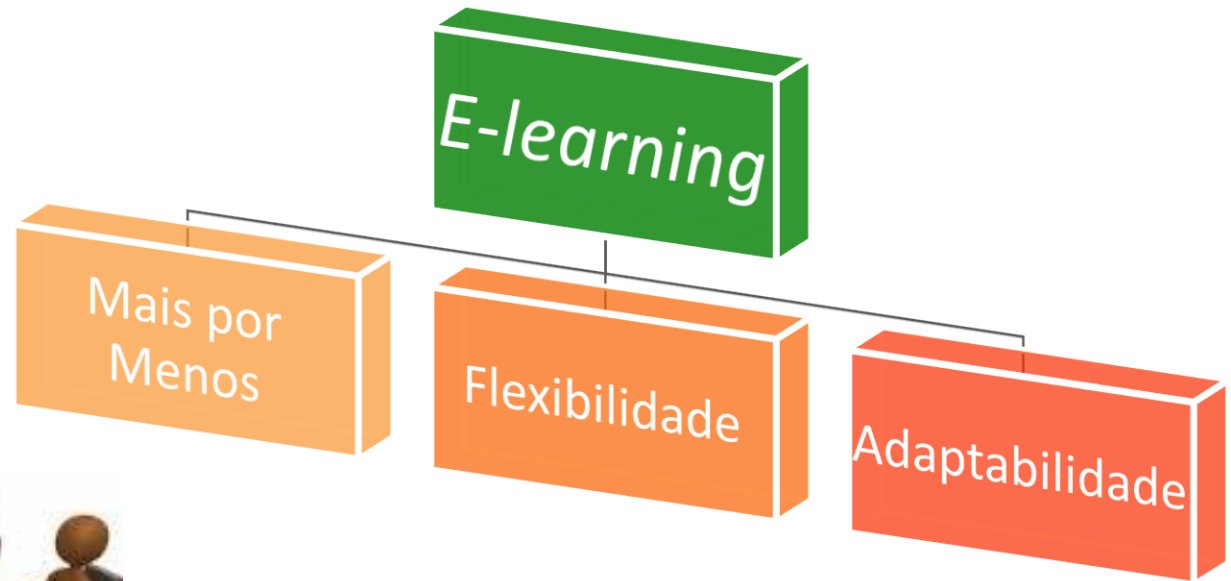 E-learning
Mais por
Menos
Flexibilidade
Adaptabilidade